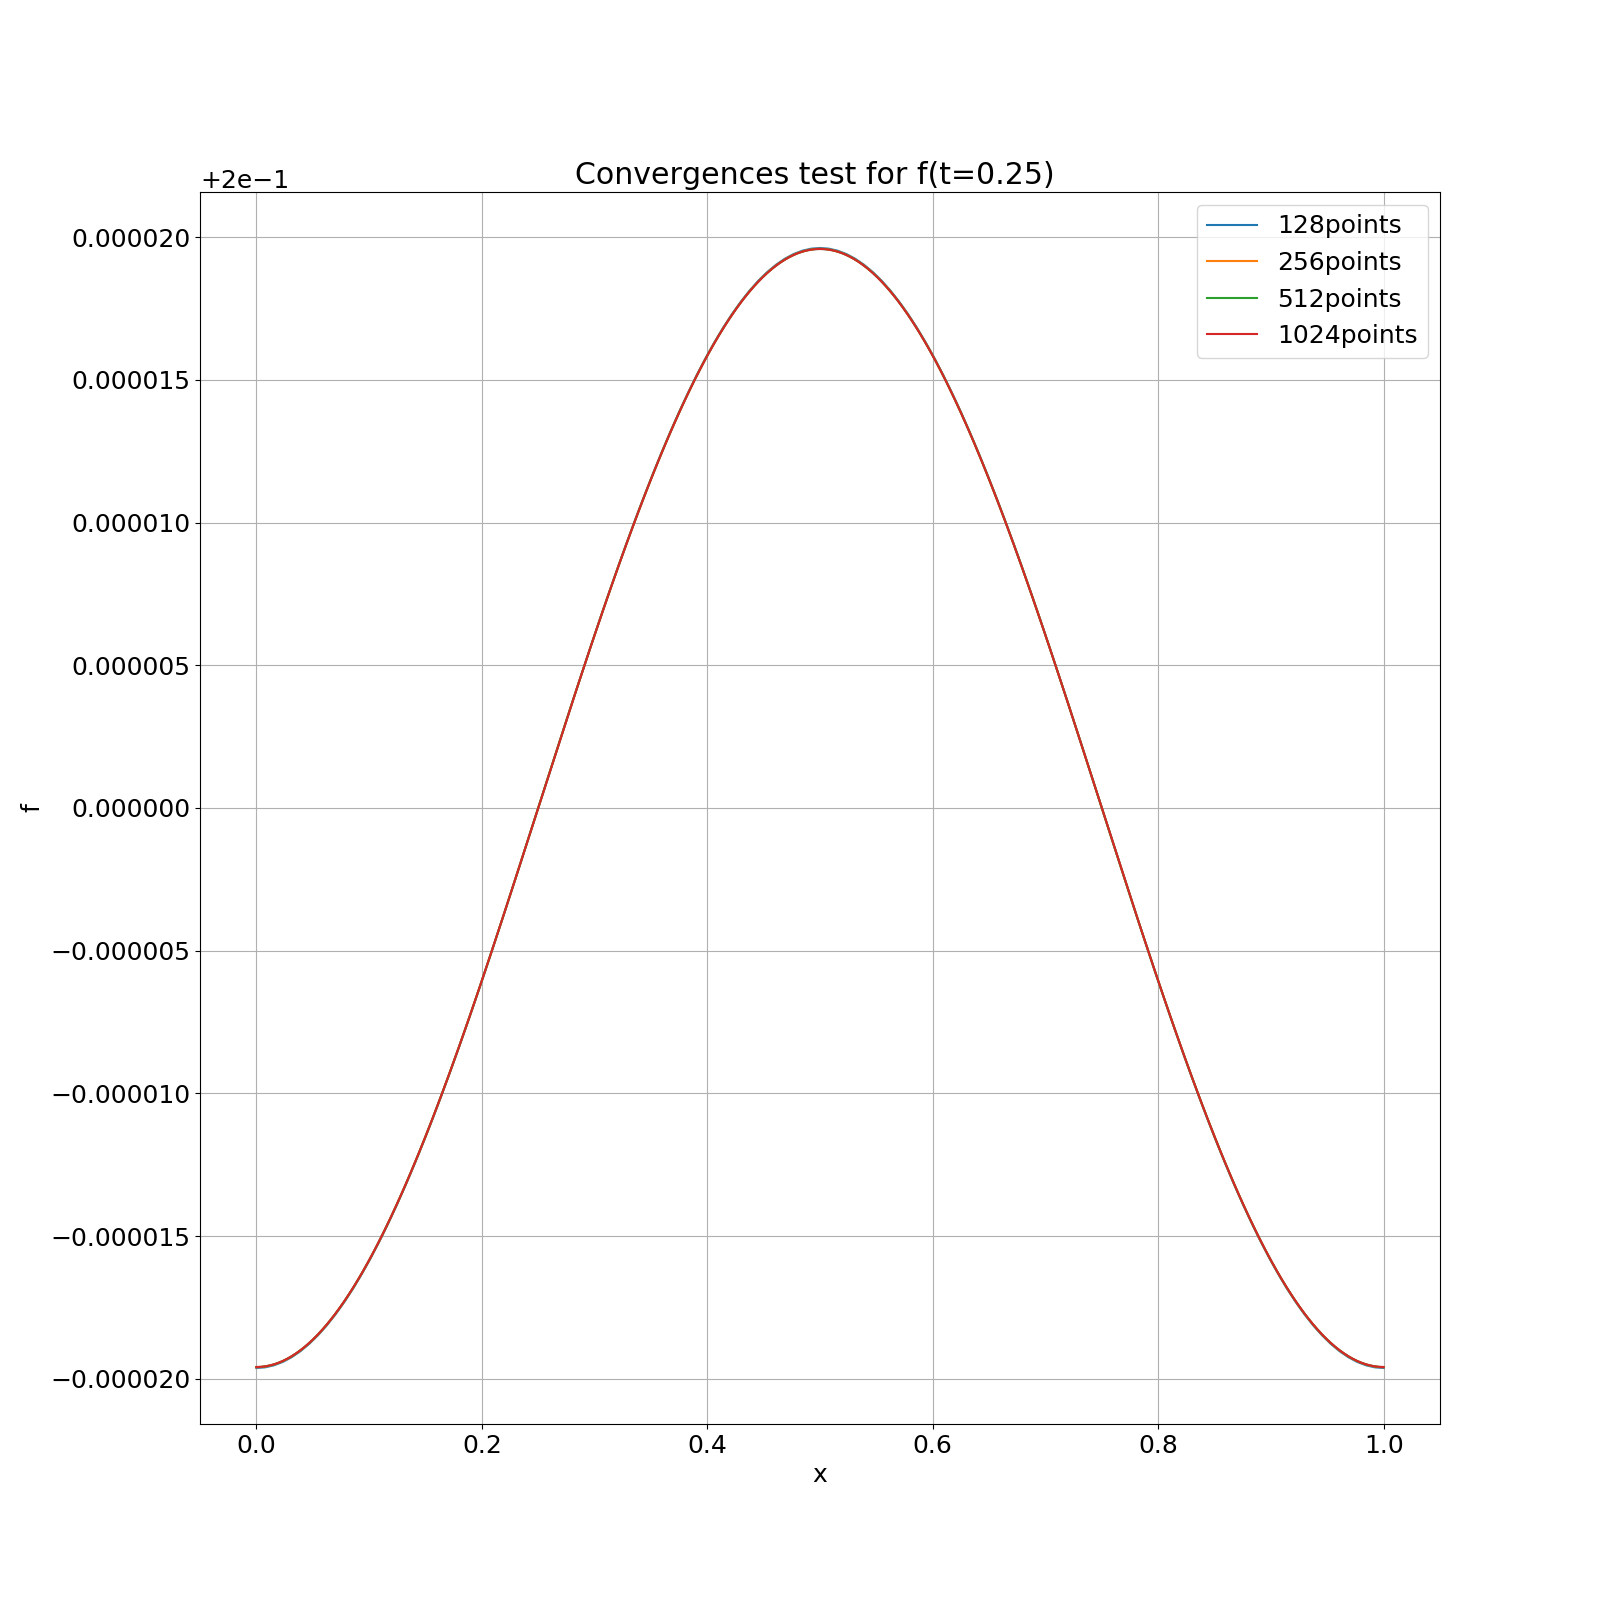 Convergences test for f(t=0.25)
+2e−1
0.000020
0.000015
0.000010
0.000005
0.000000
−0.000005
−0.000010
−0.000015
−0.000020
f
128points
256points
512points
1024points
0.0 0.2 0.4 0.6 0.8 1.0
x